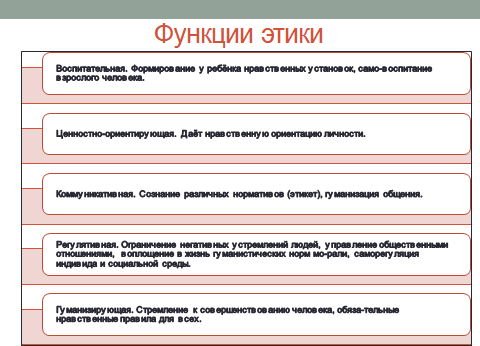 Функции этики
Воспитательная. Формирование у ребёнка нравственных установок, само-воспитание
взрослого человека.
Ценностно-ориентирующая. Даёт нравственную ориентацию личности.
Коммуникативная. Сознание различных нормативов (этикет), гуманизация общения.
Регулятивная. Ограничение негативных устремлений людей, управление общественными
отношениями, воплощение в жизнь гуманистических норм мо-рали, саморегуляция
индивида и социальной среды.
Гуманизирующая. Стремление к совершенствованию человека, обяза-тельные
нравственные правила для всех.